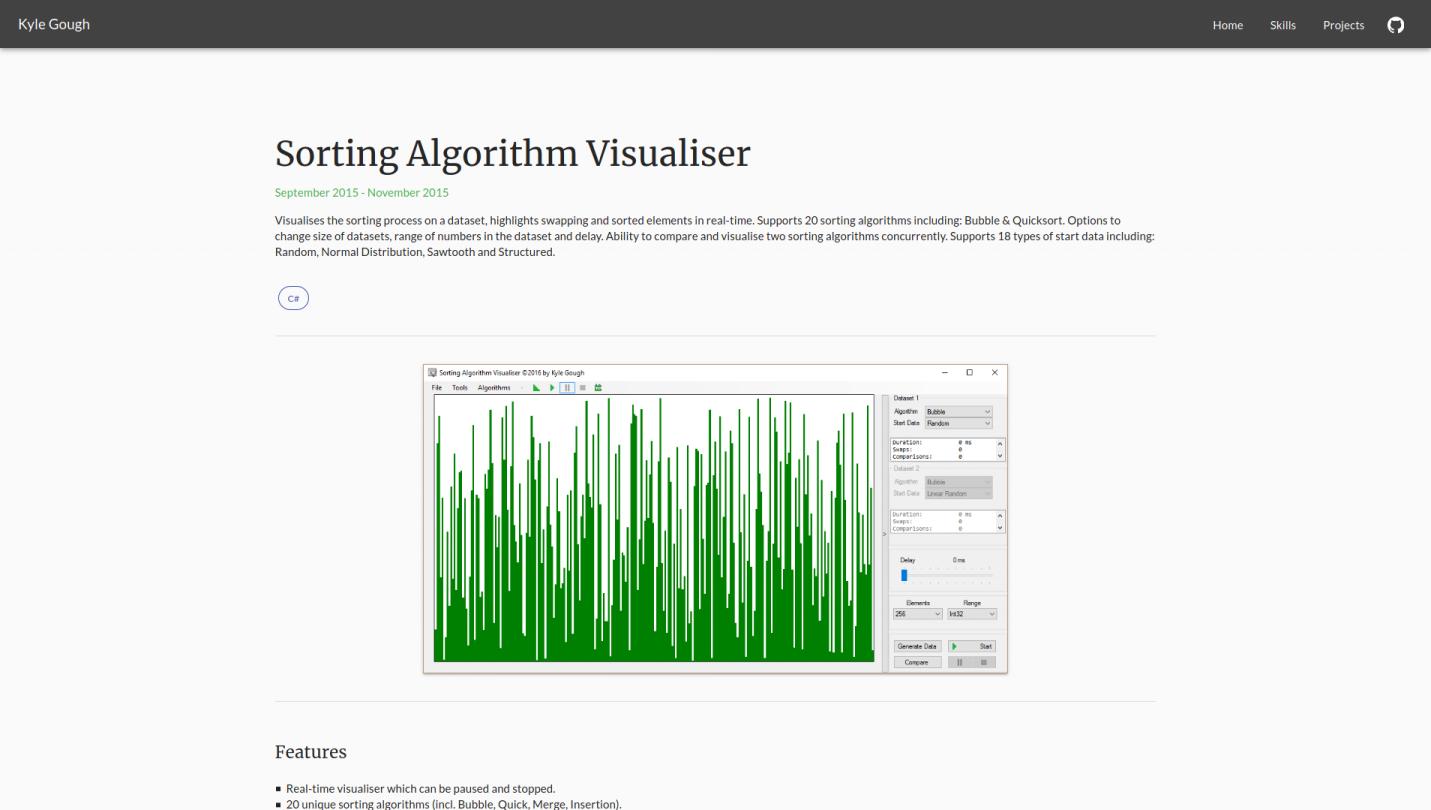 Kyle Gough
Home Skills Projects
Sorting Algorithm Visualiser
September 2015 - November 2015
Visualises the sorting process on a dataset, highlights swapping and sorted elements in real-time. Supports 20 sorting algorithms including: Bubble & Quicksort. Options to
change size of datasets, range of numbers in the dataset and delay. Ability to compare and visualise two sorting algorithms concurrently. Supports 18 types of start data including:
Random, Normal Distribution, Sawtooth and Structured.
C#
Sorting Algorithm Visualiser ©2016 by Kyle Gough
File Tools Algorithms
Dataset 1
Algorithm Bubble
Start Data Random
Duration: 0 ms
Swaps: 0
Comparisons: 0
Dataset 2
Algorithm Bubble
Start Data Linear Random
Duration: 0 ms
Swaps: 0
Comparisons: 0
Delay 0 ms
Elements Range
256 Int32
Generate Data Start
Compare
Features
Real-time visualiser which can be paused and stopped.
20 unique sorting algorithms (incl. Bubble, Quick, Merge, Insertion).